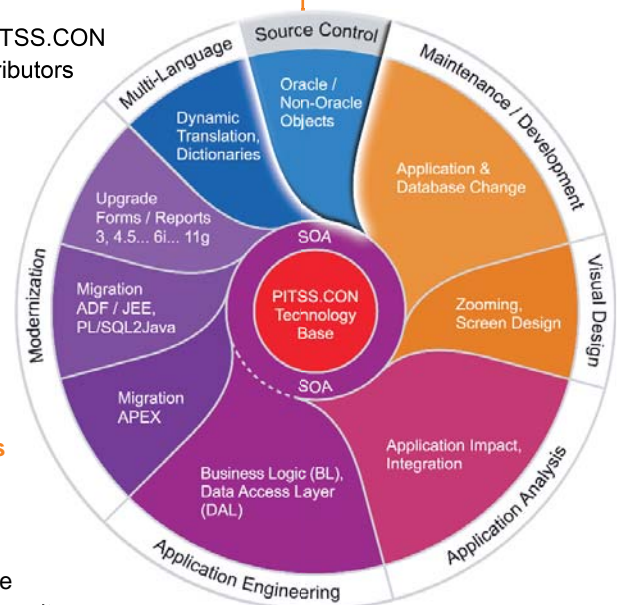 ITSS.CON
ributors
Source Control
Multi-Language
Maintenance / Development
Oracle /
Non-Oracle
Objects
Dynamic
Translation,
Dictionaries
Application &
Database Change
Upgrade
Forms / Reports
3, 4.5... 6i... 11g
SOA
Modernization
Migration
ADF / JEE,
PL/SQL2Java
PITSS.CON
Technology
Base
Zooming,
Screen Design
Visual Design
SOA
Migration
APEX
s
Application Impact,
Integration
Business Logic (BL),
Data Access Layer
(DAL)
Application Analysis
Application Engineering
e